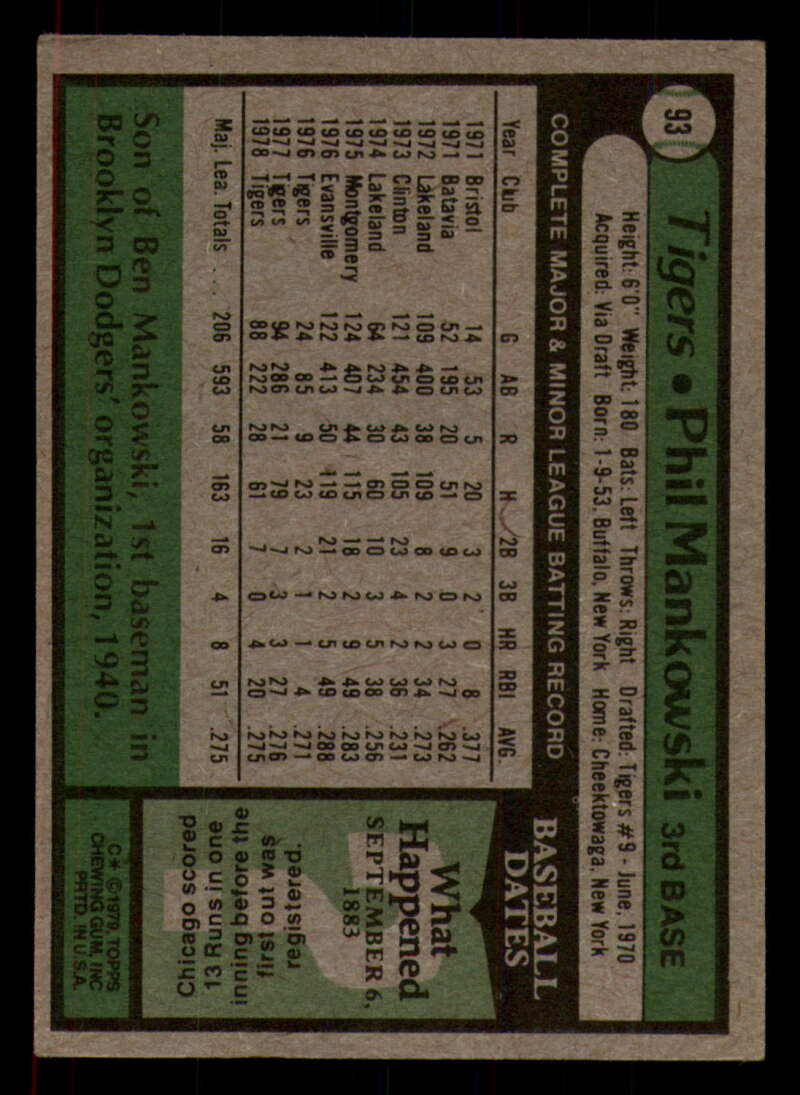 93
Tigers • Phil Mankowski 3rd BASE
Height: 6'0" Weight: 180 Bats: Left Throws: Right Drafted: Tigers #9 - June, 1970
Acquired: Via Draft Born: 1-9-53, Buffalo, New York Home: Cheektowaga, New York
COMPLETE MAJOR & MINOR LEAGUE BATTING RECORD
Year Club G AB R H 2B 3B HR RBI AVG.
1971 Bristol 14 53 5 20 3 2 0 8 .377
1971 Batavia 52 195 20 51 9 0 3 27 .262
1972 Lakeland 109 400 38 109 8 2 2 34 .273
1973 Clinton 121 454 43 105 23 4 2 36 .231
1974 Lakeland 64 234 30 60 10 3 5 38 .256
1975 Montgomery 124 407 44 115 18 2 9 49 .283
1976 Evansville 122 413 50 119 21 2 5 49 .288
1976 Tigers 24 85 9 23 2 1 1 4 .271
1977 Tigers 94 286 21 79 7 3 3 27 .276
1978 Tigers 88 222 28 61 7 0 4 20 .275
Maj. Lea. Totals . . . 206 593 58 163 16 4 8 51 .275
Son of Ben Mankowski, 1st baseman in
Brooklyn Dodgers' organization, 1940.
BASEBALL
DATES
What
Happened
SEPTEMBER 6,
1883
Chicago scored
13 Runs in one
inning before the
first out was
registered.
C* ©1979, TOPPS
CHEWING GUM, INC
PRTD. IN U.S.A.